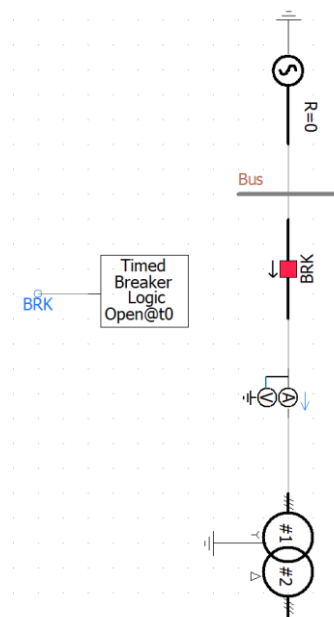 R=0
Bus
BRK
Timed
Breaker
Logic
Open@t0
BRK
V
A
#1
#2